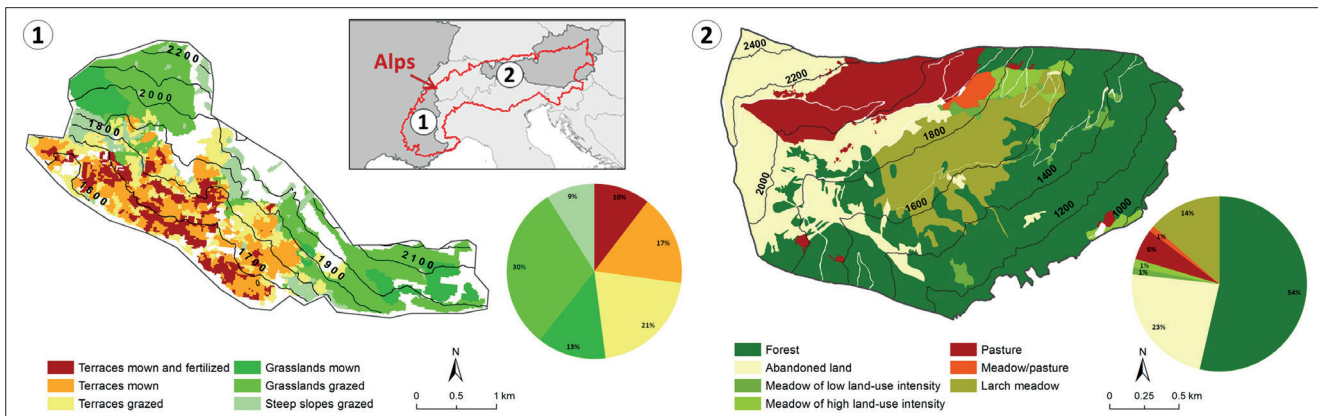 1
2200
2000
1800
1600
1700
1900
2100
Alps
1
2
9%
10%
17%
21%
13%
30%
Terraces mown and fertilized
Terraces mown
Terraces grazed
Grasslands mown
Grasslands grazed
Steep slopes grazed
N
0 0.5 1 km
2
2400
2200
2000
1800
1600
1400
1200
1000
14%
1%
8%
1%
1%
23%
54%
Forest
Abandoned land
Meadow of low land-use intensity
Meadow of high land-use intensity
Pasture
Meadow/pasture
Larch meadow
N
0 0.25 0.5 km